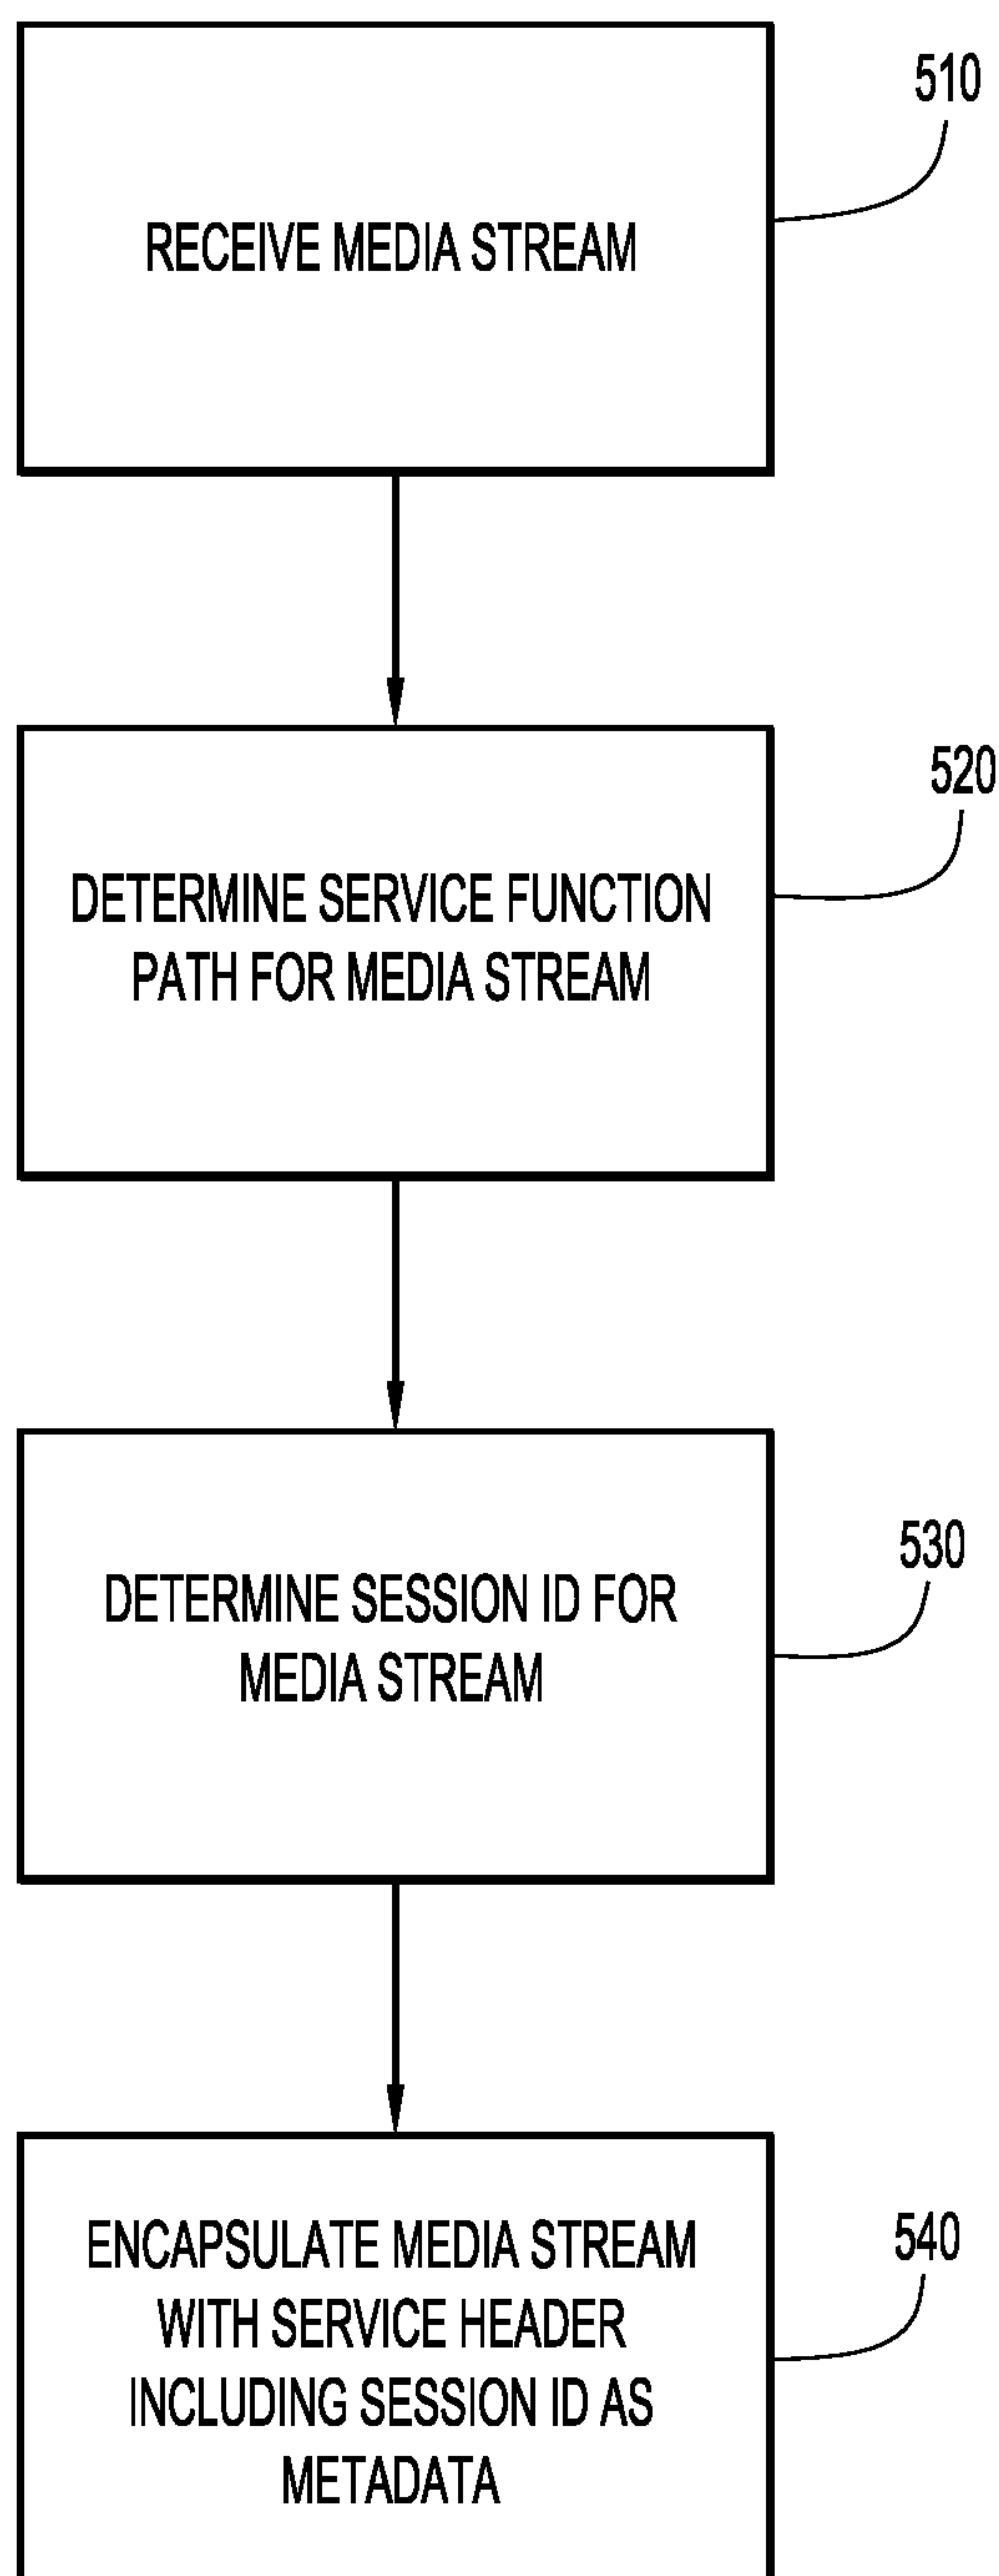 510
RECEIVE MEDIA STREAM
520
DETERMINE SERVICE FUNCTION
PATH FOR MEDIA STREAM
530
DETERMINE SESSION ID FOR
MEDIA STREAM
540
ENCAPSULATE MEDIA STREAM
WITH SERVICE HEADER
INCLUDING SESSION ID AS
METADATA